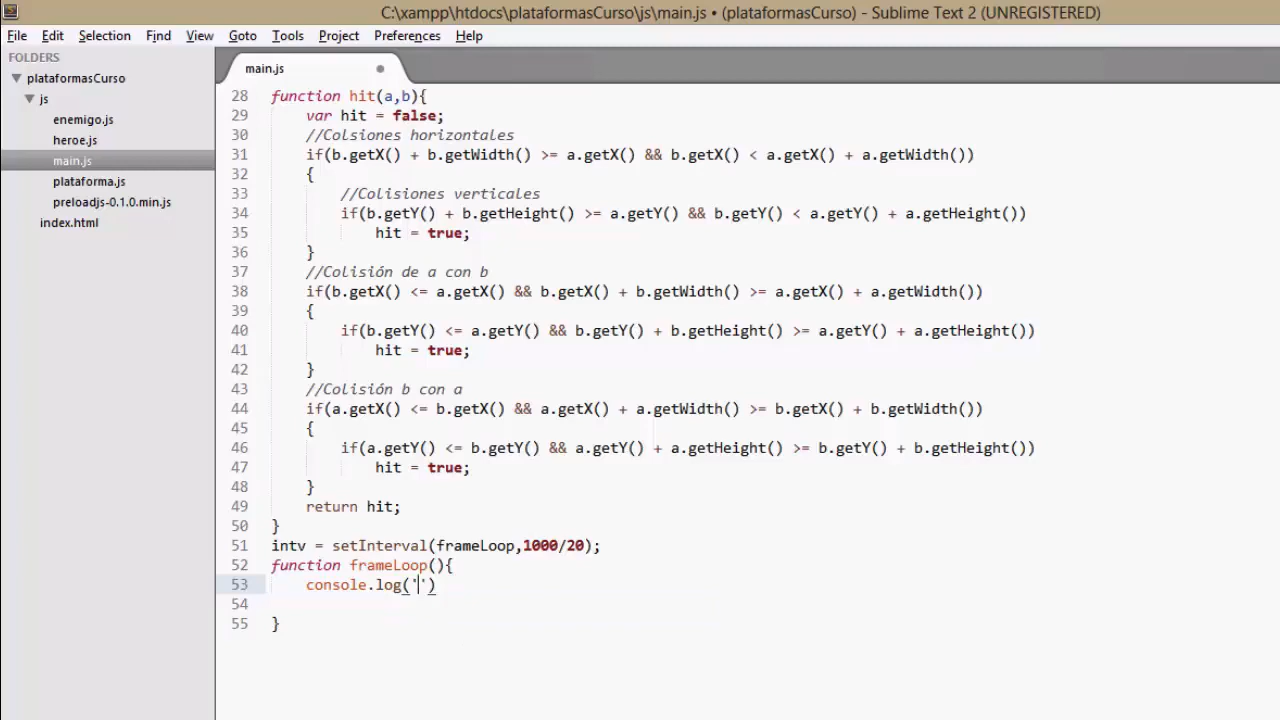 C:\xampp\htdocs\plataformasCurso\js\main.js • (plataformasCurso) - Sublime Text 2 (UNREGISTERED)
File Edit Selection Find View Goto Tools Project Preferences Help
FOLDERS
plataformasCurso
js
enemigo.js
heroe.js
main.js
plataforma.js
preloadjs-0.1.0.min.js
index.html
main.js
28 function hit(a,b){
29 var hit = false;
30 //Colsiones horizontales
31 if(b.getX() + b.getWidth() >= a.getX() && b.getX() < a.getX() + a.getWidth())
32 {
33 //Colisiones verticales
34 if(b.getY() + b.getHeight() >= a.getY() && b.getY() < a.getY() + a.getHeight())
35 hit = true;
36 }
37 //Colisión de a con b
38 if(b.getX() <= a.getX() && b.getX() + b.getWidth() >= a.getX() + a.getWidth())
39 {
40 if(b.getY() <= a.getY() && b.getY() + b.getHeight() >= a.getY() + a.getHeight())
41 hit = true;
42 }
43 //Colisión b con a
44 if(a.getX() <= b.getX() && a.getX() + a.getWidth() >= b.getX() + b.getWidth())
45 {
46 if(a.getY() <= b.getY() && a.getY() + a.getHeight() >= b.getY() + b.getHeight())
47 hit = true;
48 }
49 return hit;
50 }
51 intv = setInterval(frameLoop,1000/20);
52 function frameLoop(){
53 console.log('')
54
55 }